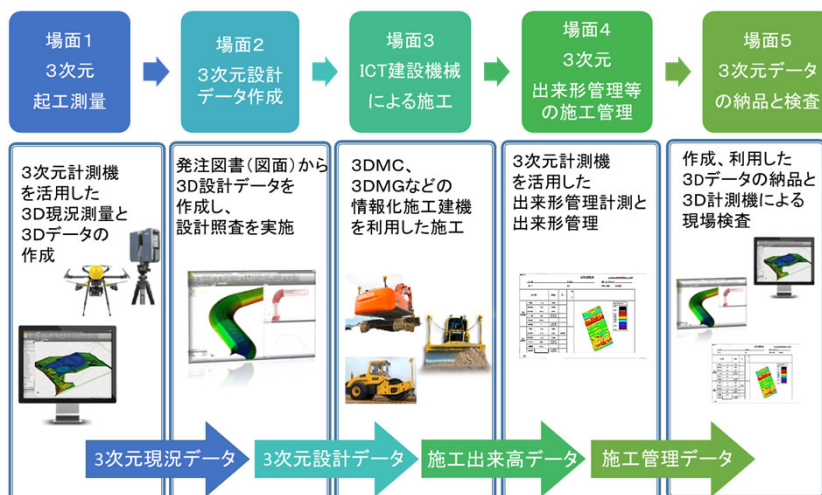 場面1
3次元
起工測量
場面2
3次元設計
データ作成
場面3
ICT建設機械
による施工
場面4
3次元
出来形管理等
の施工管理
場面5
3次元データ
の納品と検査
3次元計測機
を活用した
3D現況測量と
3Dデータの
作成
発注図書(図面)から
3D設計データを
作成し、
設計照査を実施
3DMC、
3DMGなどの
情報化施工建機
を利用した施工
3次元計測機
を活用した
出来形管理計測と
出来形管理
作成、利用した
3Dデータの納品と
3D計測機による
現場検査
3次元現況データ
3次元設計データ
施工出来高データ
施工管理データ